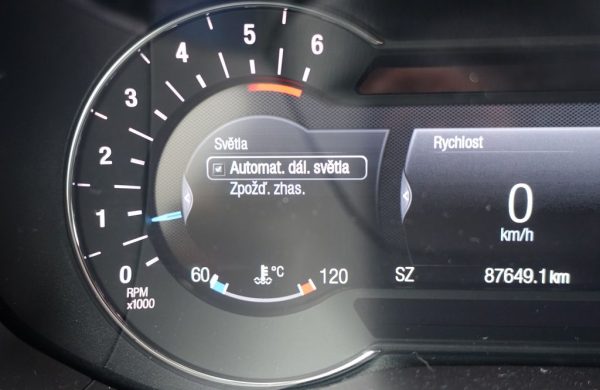 6
5
4
3
2
1
0
RPM
x1000
Světla
Automat. dál. světla
Zpožď. zhas.
60 °C 120
Rychlost
0
km/h
SZ 87649.1 km